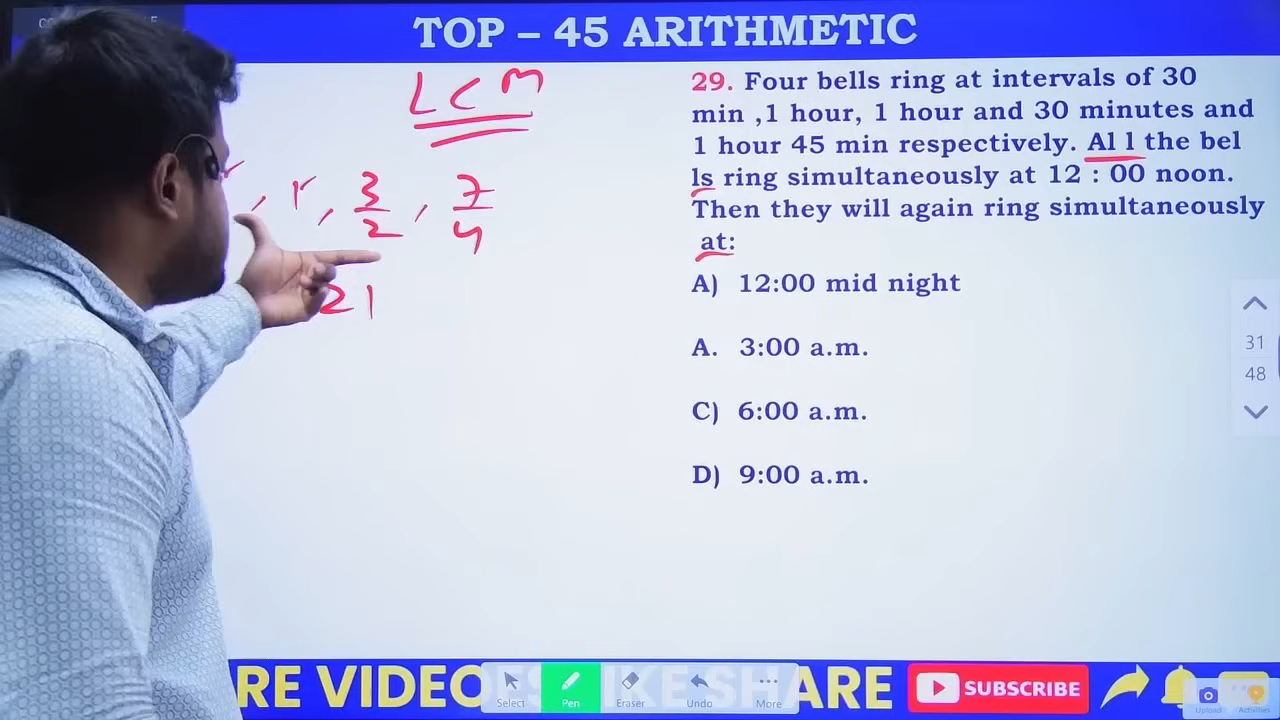 TOP – 45 ARITHMETIC
LCM
29. Four bells ring at intervals of 30
min ,1 hour, 1 hour and 30 minutes and
1 hour 45 min respectively. Al l the bel
ls ring simultaneously at 12 : 00 noon.
Then they will again ring simultaneously
at:
A) 12:00 mid night
A. 3:00 a.m.
C) 6:00 a.m.
D) 9:00 a.m.
, 1, 3/2, 7/4
21
31
48
RE VIDEO
ARE
SUBSCRIBE
Select
Pen
Eraser
Undo
More
Upload